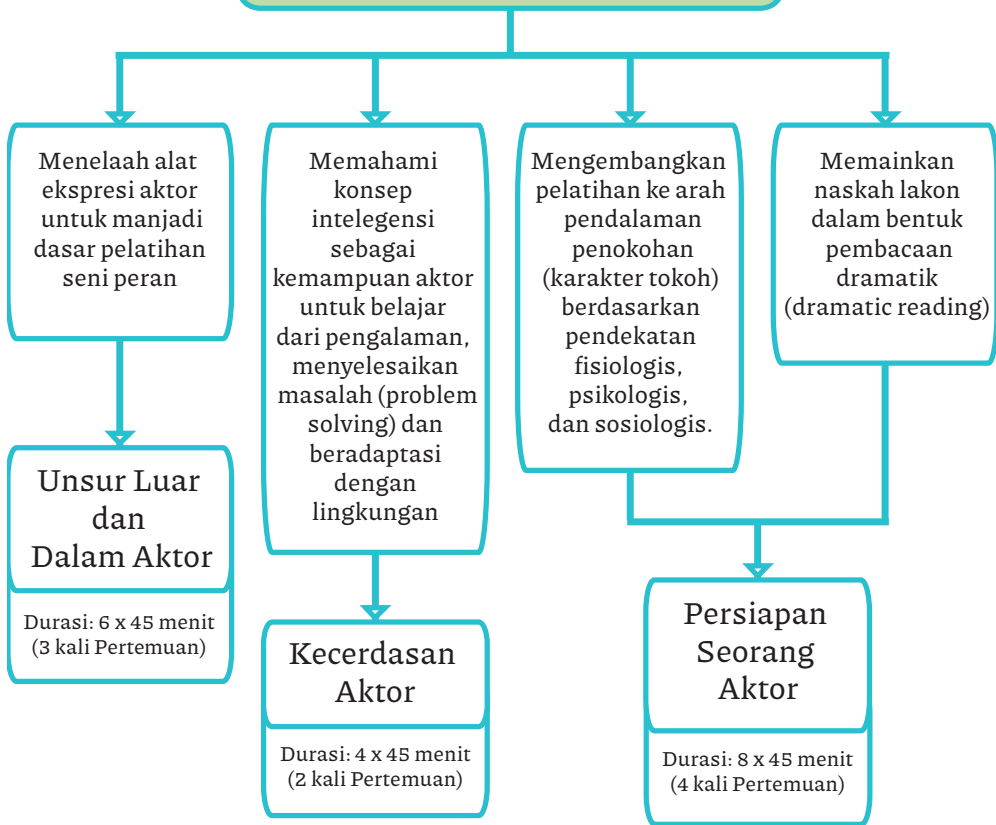 Menelaah alat
ekspresi aktor
untuk manjadi
dasar pelatihan
seni peran
Memahami
konsep
intelegensi
sebagai
kemampuan aktor
untuk belajar
dari pengalaman,
menyelesaikan
masalah (problem
solving) dan
beradaptasi
dengan
lingkungan
Mengembangkan
pelatihan ke arah
pendalaman
penokohan
(karakter tokoh)
berdasarkan
pendekatan
fisiologis,
psikologis,
dan sosiologis.
Memainkan
naskah lakon
dalam bentuk
pembacaan
dramatik
(dramatic reading)
Unsur Luar
dan
Dalam Aktor
Durasi: 6 x 45 menit
(3 kali Pertemuan)
Kecerdasan
Aktor
Durasi: 4 x 45 menit
(2 kali Pertemuan)
Persiapan
Seorang
Aktor
Durasi: 8 x 45 menit
(4 kali Pertemuan)